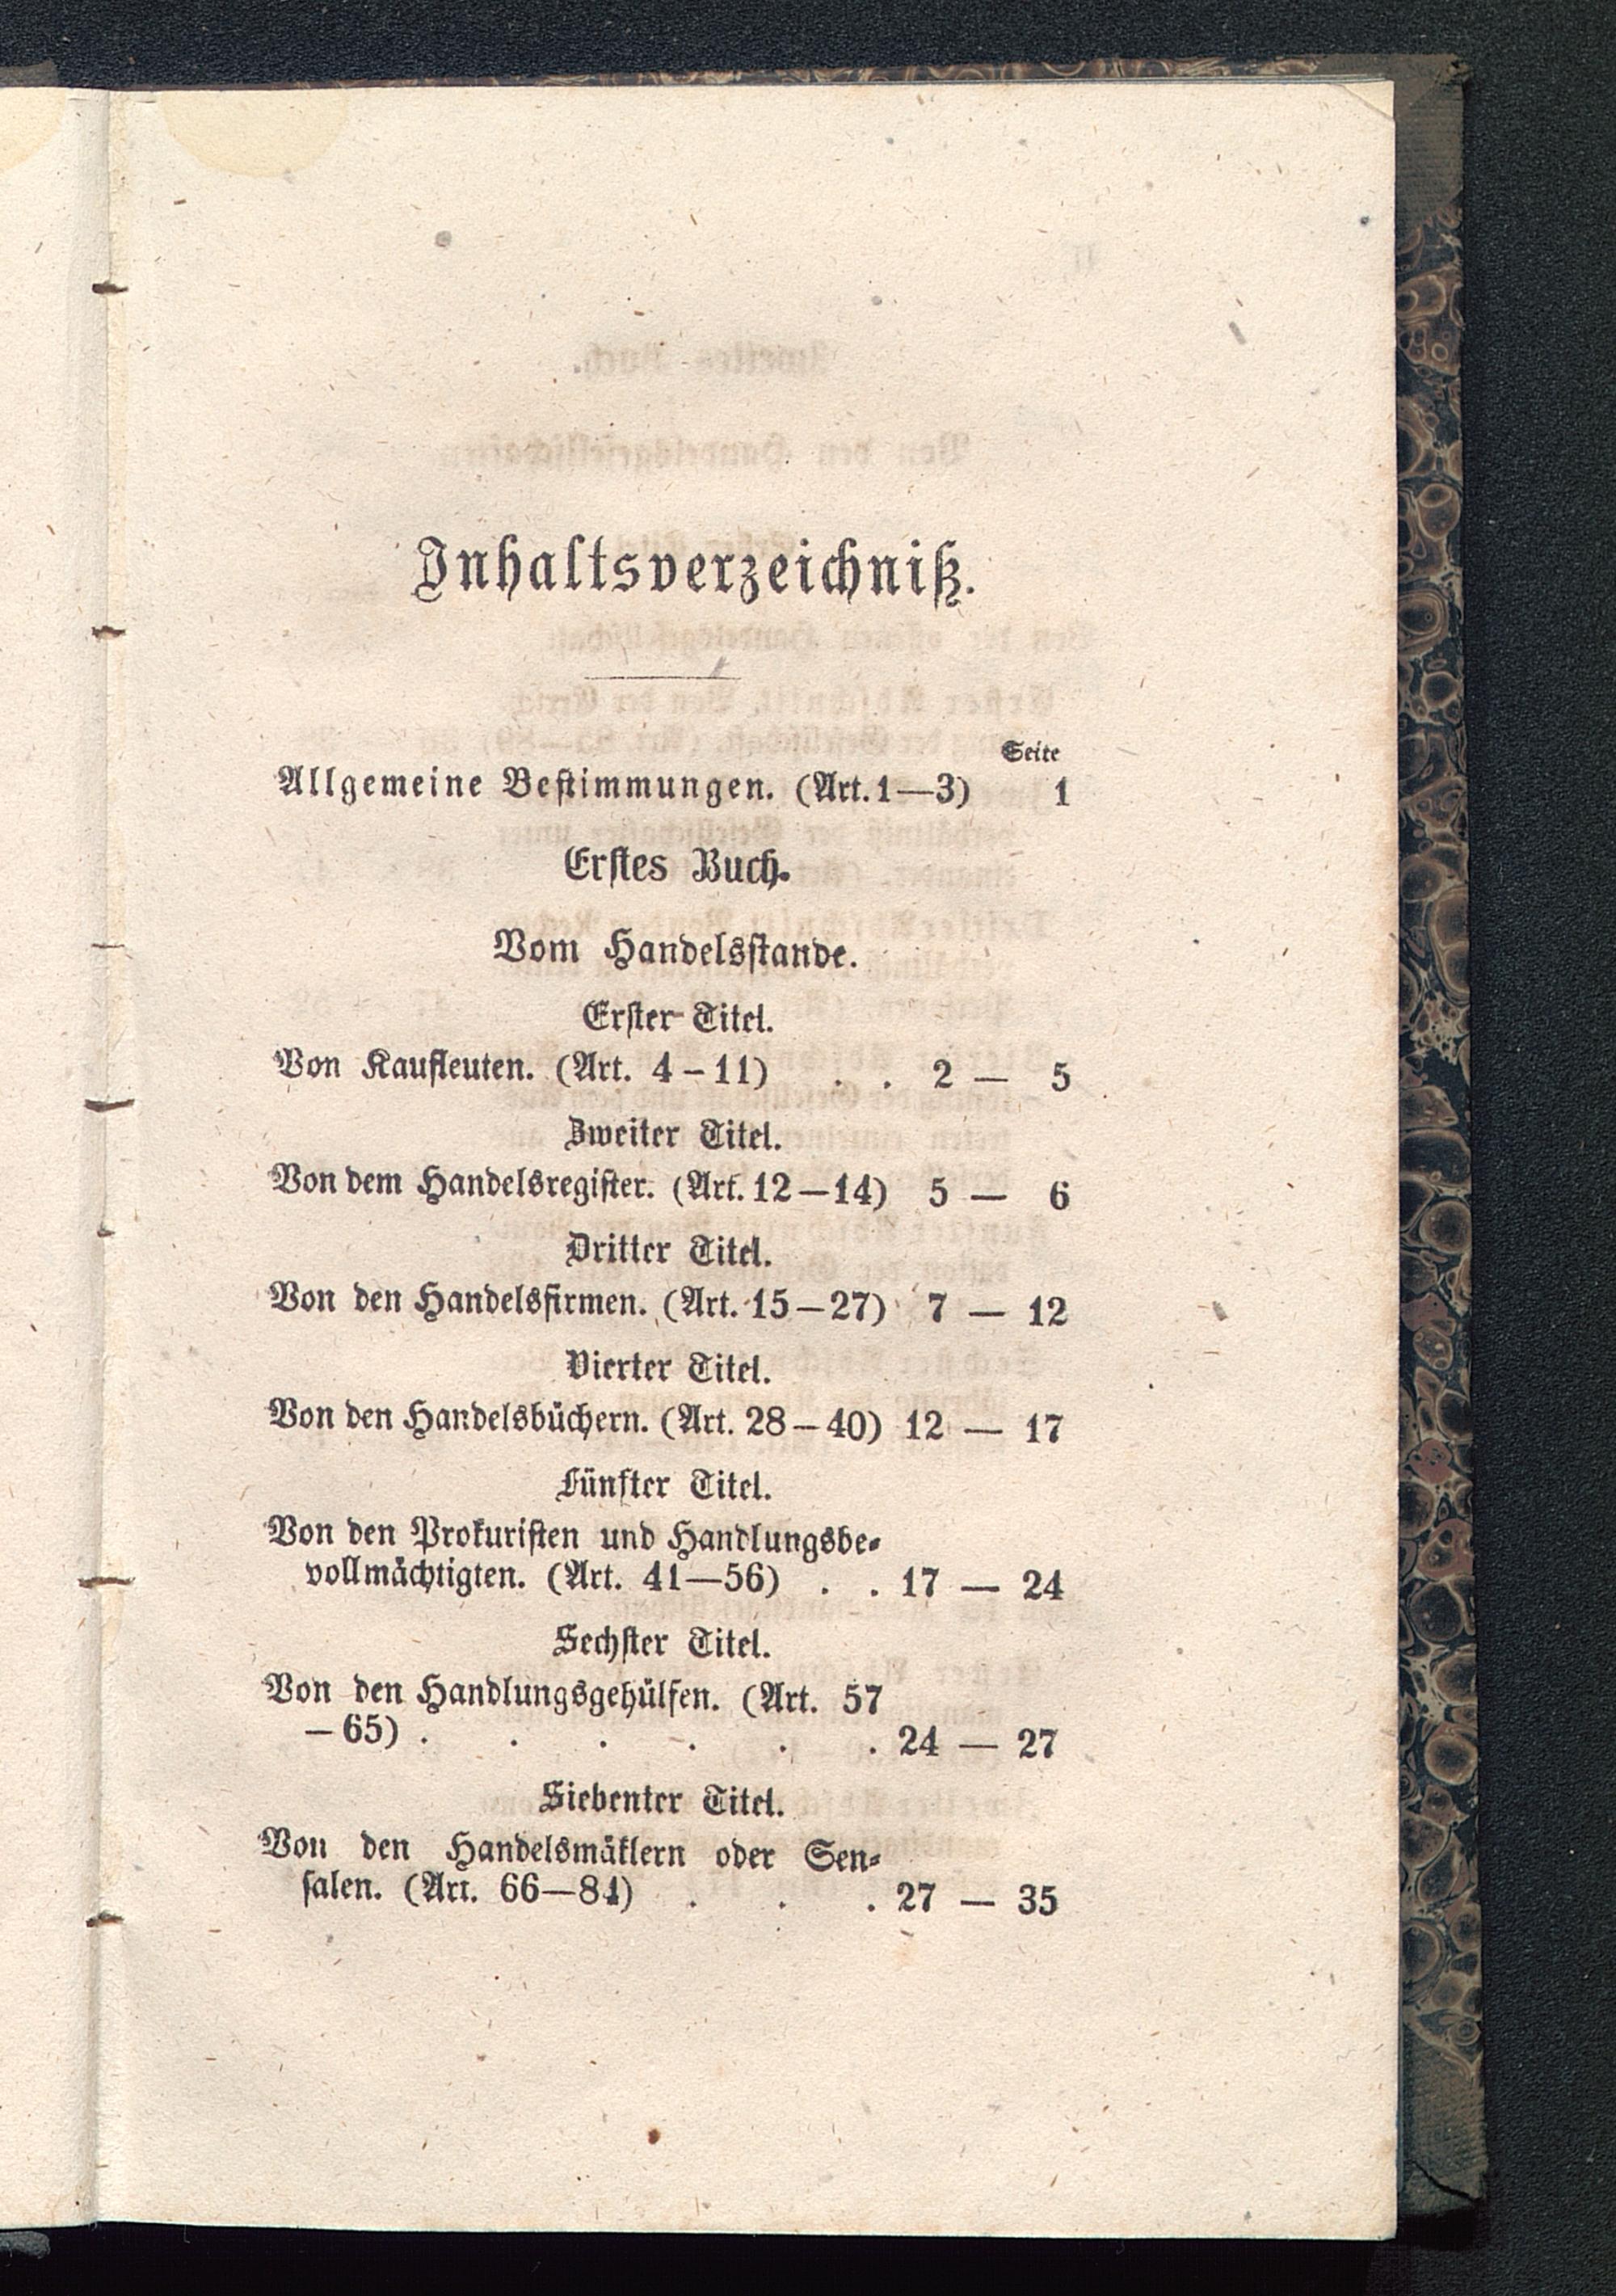 Inhaltsverzeichniß.
Seite
Allgemeine Bestimmungen. (Art. 1—3) 1
Erstes Buch.
Vom Handelsstande.
Erster Titel.
Von Kaufleuten. (Art. 4-11) . . 2 — 5
Zweiter Titel.
Von dem Handelsregister. (Art. 12—14) 5 — 6
Dritter Titel.
Von den Handelsfirmen. (Art. 15—27) 7 — 12
Vierter Titel.
Von den Handelsbüchern. (Art. 28—40) 12 — 17
Fünfter Titel.
Von den Prokuristen und Handlungsbe-
vollmächtigten. (Art. 41—56) . . 17 — 24
Sechster Titel.
Von den Handlungsgehülfen. (Art. 57
—65) . . . . . . 24 — 27
Siebenter Titel.
Von den Handelsmäklern oder Sen-
salen. (Art. 66—84) . . . 27 — 35